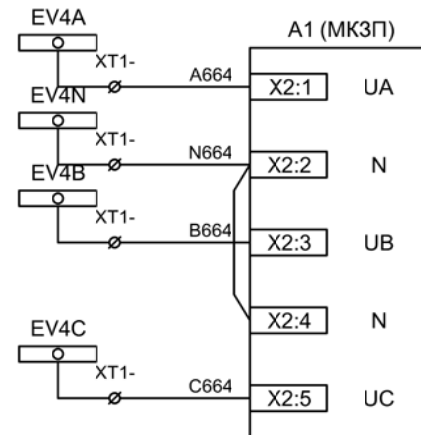 EV4A
A1 (МКЗП)
XT1-
A664
X2:1
UA
EV4N
XT1-
N664
X2:2
N
EV4B
XT1-
B664
X2:3
UB
X2:4
N
EV4C
XT1-
C664
X2:5
UC